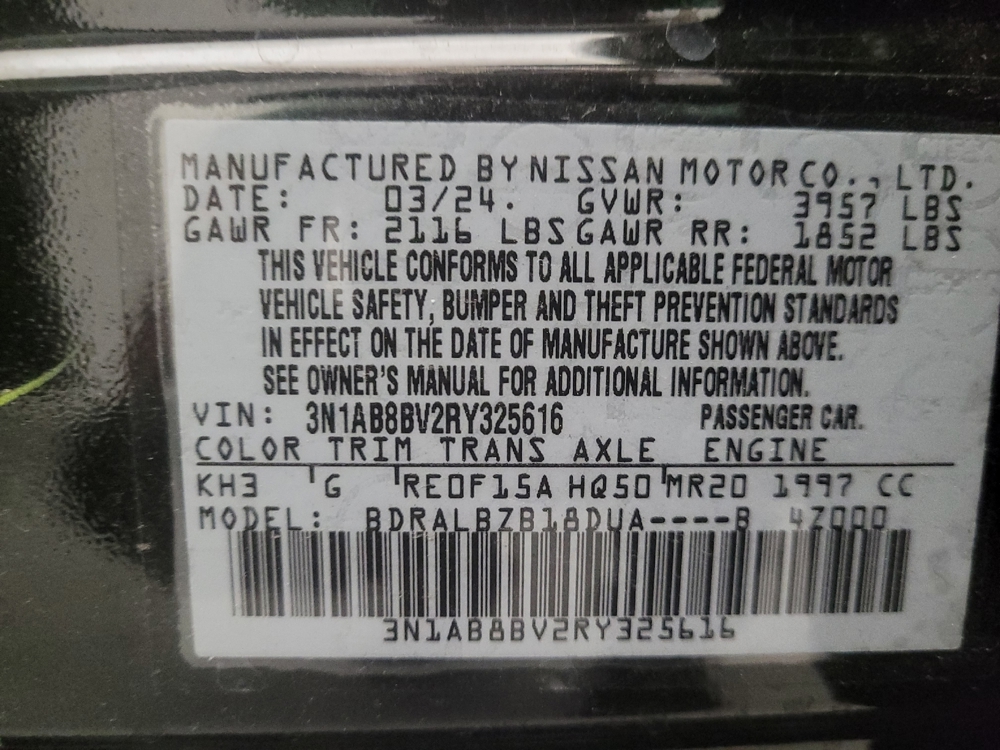 MANUFACTURED BY NISSAN MOTOR CO., LTD.
DATE: 03/24. GVWR: 3957 LBS
GAWR FR: 2116 LBS GAWR RR: 1852 LBS
THIS VEHICLE CONFORMS TO ALL APPLICABLE FEDERAL MOTOR
VEHICLE SAFETY, BUMPER AND THEFT PREVENTION STANDARDS
IN EFFECT ON THE DATE OF MANUFACTURE SHOWN ABOVE.
SEE OWNER'S MANUAL FOR ADDITIONAL INFORMATION.
VIN: 3N1AB8BV2RY325616 PASSENGER CAR.
COLOR TRIM TRANS AXLE ENGINE
KH3 G RE0F15A HQ50 MR20 1997 CC
MODEL: BDRALBZB18DUA----B 4Z000
3N1AB8BV2RY325616